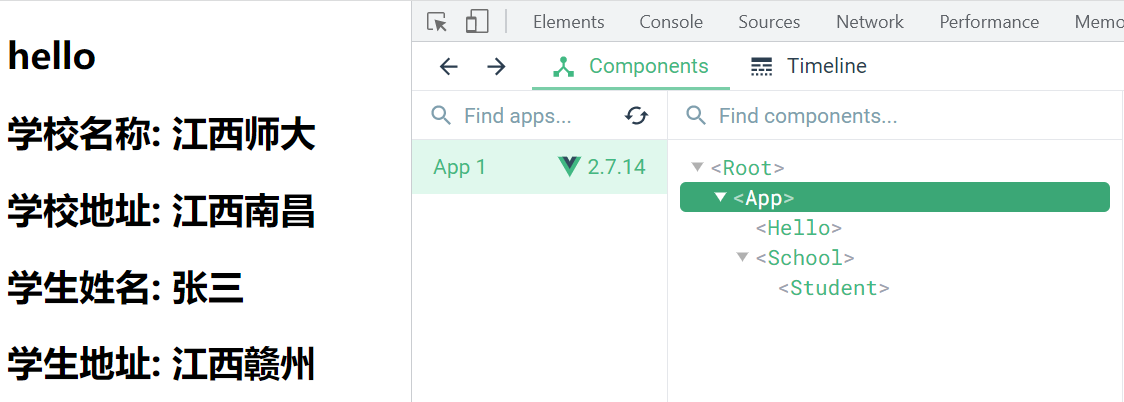 hello
学校名称: 江西师大
学校地址: 江西南昌
学生姓名: 张三
学生地址: 江西赣州
Elements Console Sources Network Performance Memo
Components Timeline
Find apps... Find components...
App 1 2.7.14
<Root>
<App>
<Hello>
<School>
<Student>